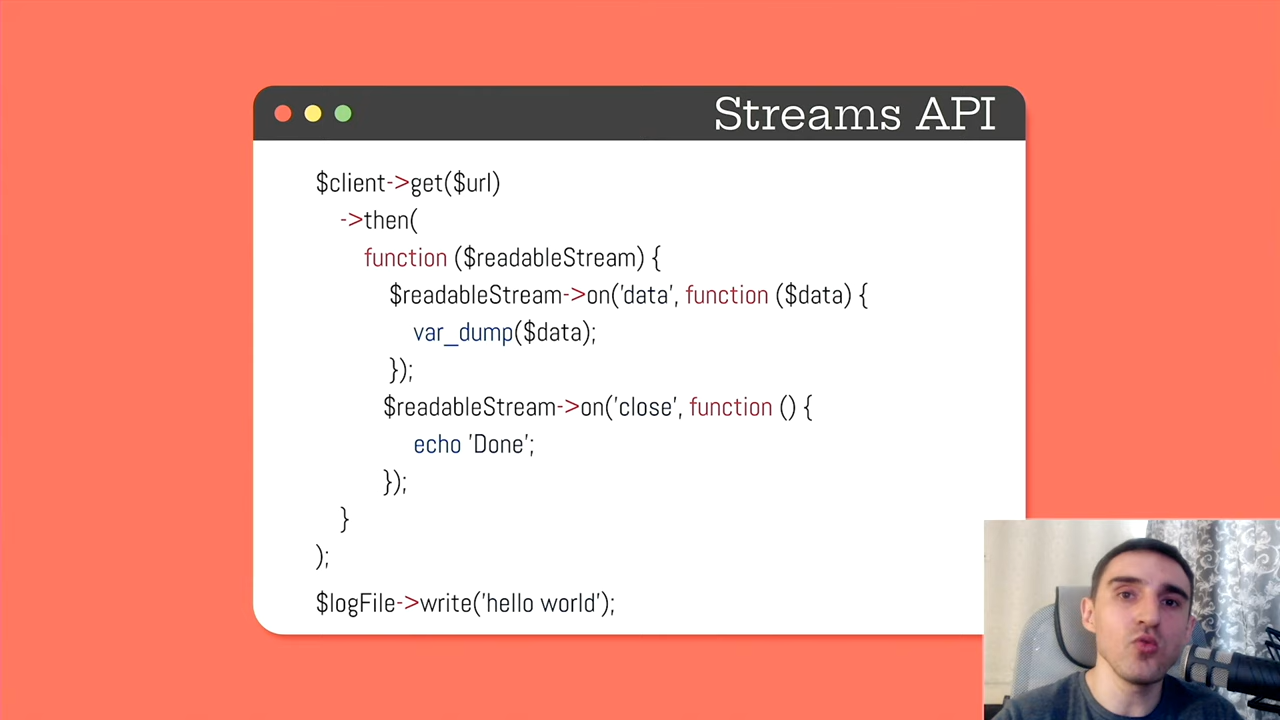 Streams API
$client->get($url)
->then(
function ($readableStream) {
$readableStream->on('data', function ($data) {
var_dump($data);
});
$readableStream->on('close', function () {
echo 'Done';
});
}
);
$logFile->write('hello world');